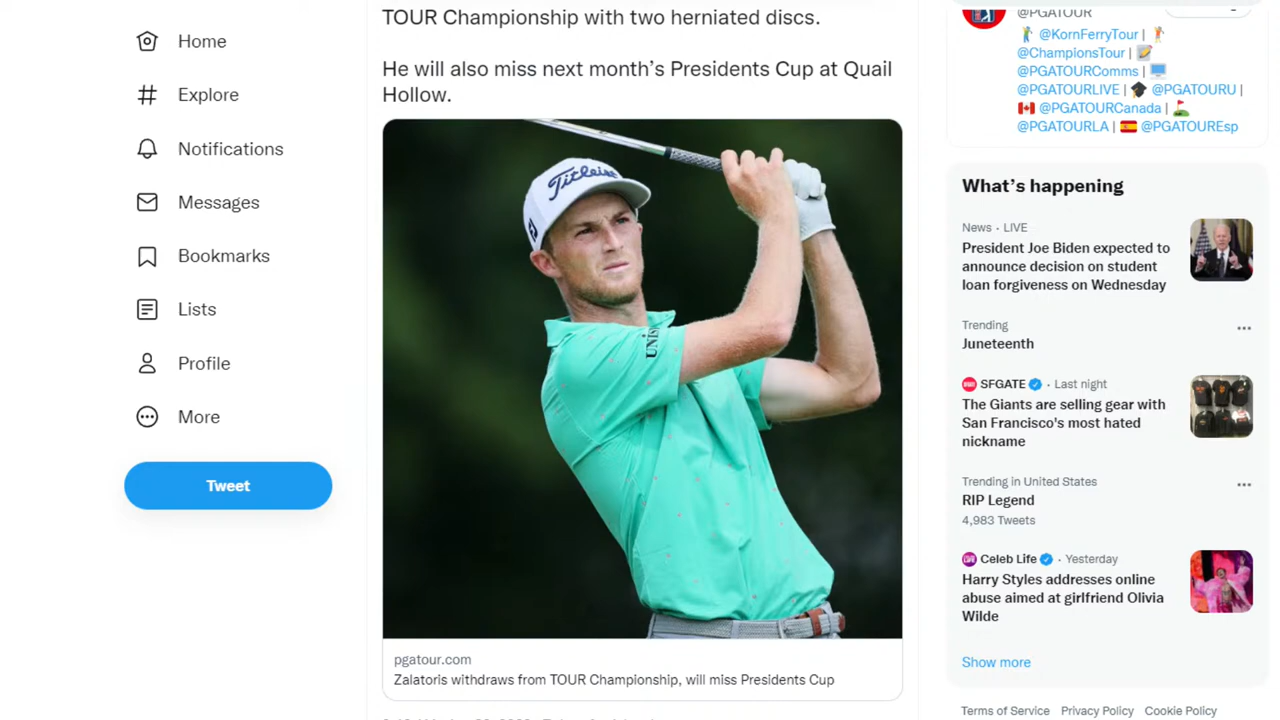 Home
Explore
Notifications
Messages
Bookmarks
Lists
Profile
More
Tweet
TOUR Championship with two herniated discs.
He will also miss next month’s Presidents Cup at Quail
Hollow.
Titleist
UNIS
pgatour.com
Zalatoris withdraws from TOUR Championship, will miss Presidents Cup
@PGATOUR
@KornFerryTour |
@ChampionsTour |
@PGATOURComms |
@PGATOURLIVE | @PGATOURU |
@PGATOURCanada |
@PGATOURLA | @PGATOUREsp
What’s happening
News · LIVE
President Joe Biden expected to
announce decision on student
loan forgiveness on Wednesday
Trending
Juneteenth
SFGATE · Last night
The Giants are selling gear with
San Francisco's most hated
nickname
Trending in United States
RIP Legend
4,983 Tweets
Celeb Life · Yesterday
Harry Styles addresses online
abuse aimed at girlfriend Olivia
Wilde
Show more
Terms of Service Privacy Policy Cookie Policy